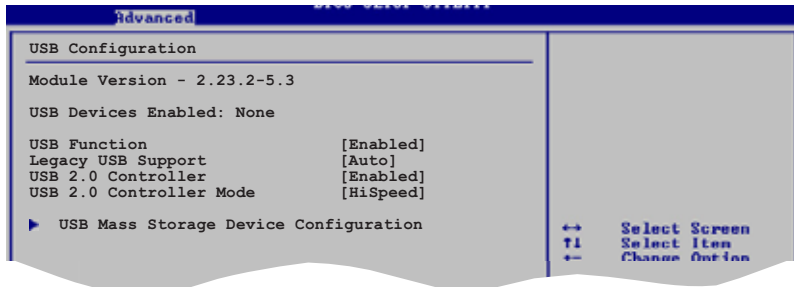 Advanced
USB Configuration
Module Version - 2.23.2-5.3
USB Devices Enabled: None
USB Function [Enabled]
Legacy USB Support [Auto]
USB 2.0 Controller [Enabled]
USB 2.0 Controller Mode [HiSpeed]
USB Mass Storage Device Configuration
↔ Select Screen
↑↓ Select Item
+- Change Option